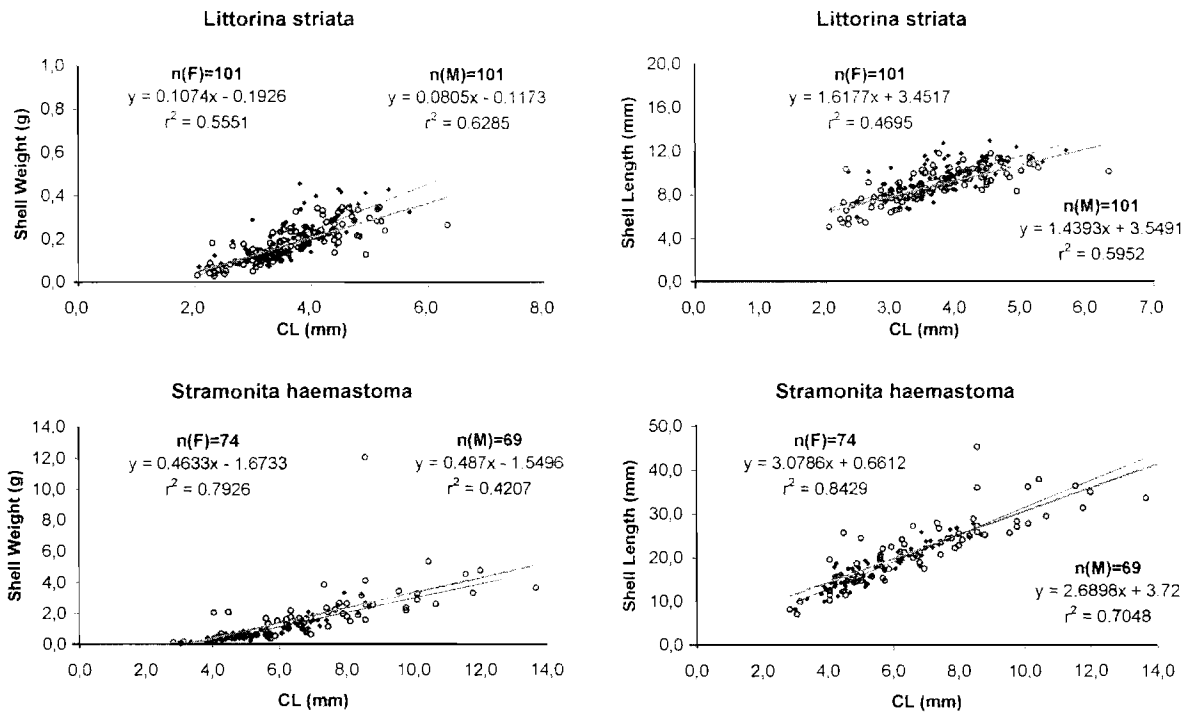 Littorina striata
n(F)=101
y = 0.1074x - 0.1926
r² = 0.5551
n(M)=101
y = 0.0805x - 0.1173
r² = 0.6285
Shell Weight (g)
1,0
0,8
0,6
0,4
0,2
0,0
0,0 2,0 4,0 6,0 8,0
CL (mm)
Littorina striata
n(F)=101
y = 1.6177x + 3.4517
r² = 0.4695
n(M)=101
y = 1.4393x + 3.5491
r² = 0.5952
Shell Length (mm)
20,0
16,0
12,0
8,0
4,0
0,0
0,0 1,0 2,0 3,0 4,0 5,0 6,0 7,0
CL (mm)
Stramonita haemastoma
n(F)=74
y = 0.4633x - 1.6733
r² = 0.7926
n(M)=69
y = 0.487x - 1.5496
r² = 0.4207
Shell Weight (g)
14,0
12,0
10,0
8,0
6,0
4,0
2,0
0,0
0,0 2,0 4,0 6,0 8,0 10,0 12,0 14,0
CL (mm)
Stramonita haemastoma
n(F)=74
y = 3.0786x + 0.6612
r² = 0.8429
n(M)=69
y = 2.6898x + 3.72
r² = 0.7048
Shell Length (mm)
50,0
40,0
30,0
20,0
10,0
0,0
0,0 2,0 4,0 6,0 8,0 10,0 12,0 14,0
CL (mm)